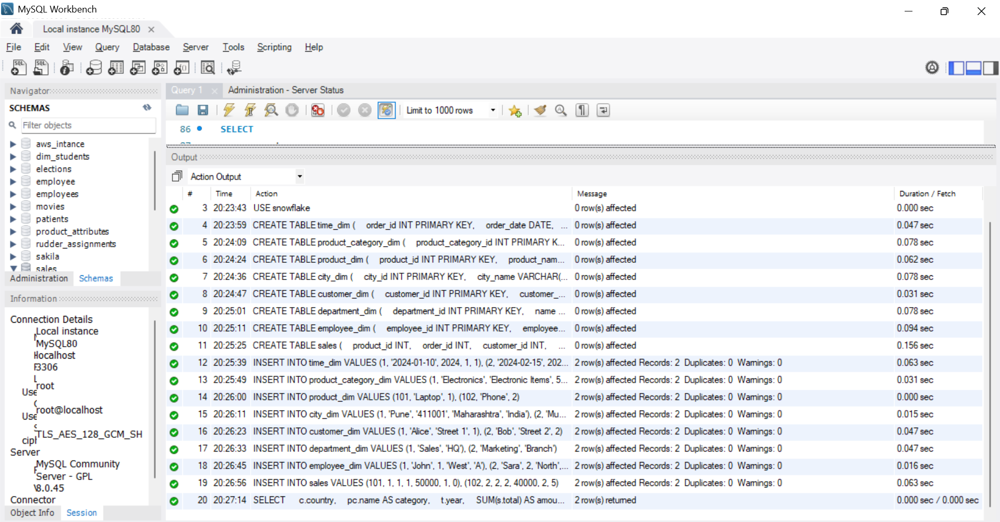 MySQL Workbench
Local instance MySQL80
File Edit View Query Database Server Tools Scripting Help
Navigator
SCHEMAS
Filter objects
aws_intance
dim_students
elections
employee
employees
movies
patients
product_attributes
rudder_assignments
sakila
sales
Administration Schemas
Information
Connection Details
Local instance
MySQL80
localhost
3306
root
Use
root@localhost
Use
TLS_AES_128_GCM_SH
Server
MySQL Community
Server - GPL
8.0.45
Connector
Object Info Session
Query 1 Administration - Server Status
Limit to 1000 rows
86 SELECT
Output
Action Output
# Time Action Message Duration / Fetch
3 20:23:43 USE snowflake 0 row(s) affected 0.000 sec
4 20:23:59 CREATE TABLE time_dim ( order_id INT PRIMARY KEY, order_date DATE, ... 0 row(s) affected 0.047 sec
5 20:24:09 CREATE TABLE product_category_dim ( product_category_id INT PRIMARY K... 0 row(s) affected 0.078 sec
6 20:24:24 CREATE TABLE product_dim ( product_id INT PRIMARY KEY, product_nam... 0 row(s) affected 0.062 sec
7 20:24:36 CREATE TABLE city_dim ( city_id INT PRIMARY KEY, city_name VARCHAR(... 0 row(s) affected 0.078 sec
8 20:24:47 CREATE TABLE customer_dim ( customer_id INT PRIMARY KEY, customer_... 0 row(s) affected 0.031 sec
9 20:25:01 CREATE TABLE department_dim ( department_id INT PRIMARY KEY, name ... 0 row(s) affected 0.078 sec
10 20:25:11 CREATE TABLE employee_dim ( employee_id INT PRIMARY KEY, employee... 0 row(s) affected 0.094 sec
11 20:25:25 CREATE TABLE sales ( product_id INT, order_id INT, customer_id INT, ... 0 row(s) affected 0.156 sec
12 20:25:39 INSERT INTO time_dim VALUES (1, '2024-01-10', 2024, 1, 1), (2, '2024-02-15', 202... 2 row(s) affected Records: 2 Duplicates: 0 Warnings: 0 0.063 sec
13 20:25:49 INSERT INTO product_category_dim VALUES (1, 'Electronics', 'Electronic Items', 5... 2 row(s) affected Records: 2 Duplicates: 0 Warnings: 0 0.031 sec
14 20:26:00 INSERT INTO product_dim VALUES (101, 'Laptop', 1), (102, 'Phone', 2) 2 row(s) affected Records: 2 Duplicates: 0 Warnings: 0 0.000 sec
15 20:26:11 INSERT INTO city_dim VALUES (1, 'Pune', '411001', 'Maharashtra', 'India'), (2, 'Mu... 2 row(s) affected Records: 2 Duplicates: 0 Warnings: 0 0.015 sec
16 20:26:23 INSERT INTO customer_dim VALUES (1, 'Alice', 'Street 1', 1), (2, 'Bob', 'Street 2', 2) 2 row(s) affected Records: 2 Duplicates: 0 Warnings: 0 0.047 sec
17 20:26:33 INSERT INTO department_dim VALUES (1, 'Sales', 'HQ'), (2, 'Marketing', 'Branch') 2 row(s) affected Records: 2 Duplicates: 0 Warnings: 0 0.047 sec
18 20:26:45 INSERT INTO employee_dim VALUES (1, 'John', 1, 'West', 'A'), (2, 'Sara', 2, 'North',... 2 row(s) affected Records: 2 Duplicates: 0 Warnings: 0 0.016 sec
19 20:26:56 INSERT INTO sales VALUES (101, 1, 1, 1, 50000, 1, 0), (102, 2, 2, 2, 40000, 2, 5) 2 row(s) affected Records: 2 Duplicates: 0 Warnings: 0 0.063 sec
20 20:27:14 SELECT c.country, pc.name AS category, t.year, SUM(s.total) AS amou... 2 row(s) returned 0.000 sec / 0.000 sec